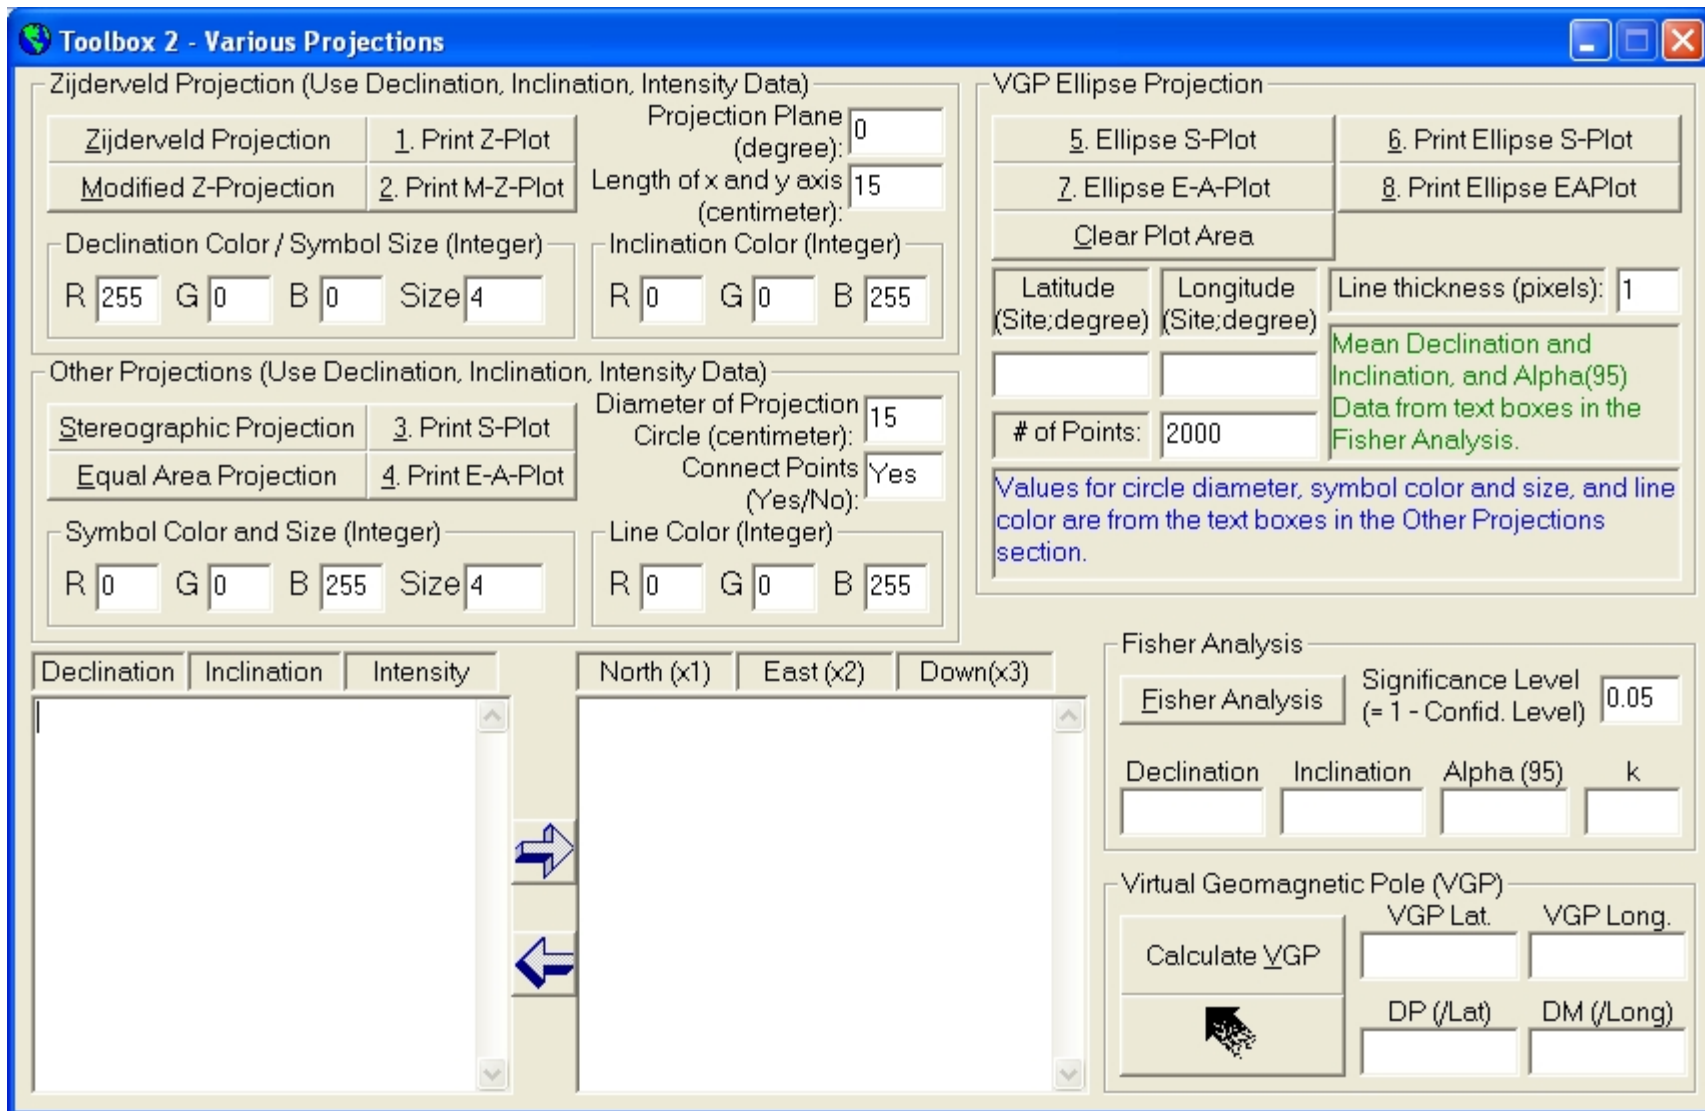 Toolbox 2 - Various Projections
Zijderveld Projection (Use Declination, Inclination, Intensity Data)
Zijderveld Projection
1. Print Z-Plot
Modified Z-Projection
2. Print M-Z-Plot
Projection Plane
(degree):
0
Length of x and y axis
(centimeter):
15
Declination Color / Symbol Size (Integer)
R 255 G 0 B 0 Size 4
Inclination Color (Integer)
R 0 G 0 B 255
Other Projections (Use Declination, Inclination, Intensity Data)
Stereographic Projection
3. Print S-Plot
Equal Area Projection
4. Print E-A-Plot
Diameter of Projection
Circle (centimeter):
15
Connect Points
(Yes/No):
Yes
Symbol Color and Size (Integer)
R 0 G 0 B 255 Size 4
Line Color (Integer)
R 0 G 0 B 255
VGP Ellipse Projection
5. Ellipse S-Plot
6. Print Ellipse S-Plot
7. Ellipse E-A-Plot
8. Print Ellipse EAPlot
Clear Plot Area
Latitude
(Site;degree)
Longitude
(Site;degree)
Line thickness (pixels): 1
# of Points: 2000
Mean Declination and
Inclination, and Alpha(95)
Data from text boxes in the
Fisher Analysis.
Values for circle diameter, symbol color and size, and line
color are from the text boxes in the Other Projections
section.
Declination Inclination Intensity
North (x1) East (x2) Down(x3)
Fisher Analysis
Fisher Analysis
Significance Level
(= 1 - Confid. Level)
0.05
Declination Inclination Alpha (95) k
Virtual Geomagnetic Pole (VGP)
Calculate VGP
VGP Lat. VGP Long.
DP (/Lat) DM (/Long)